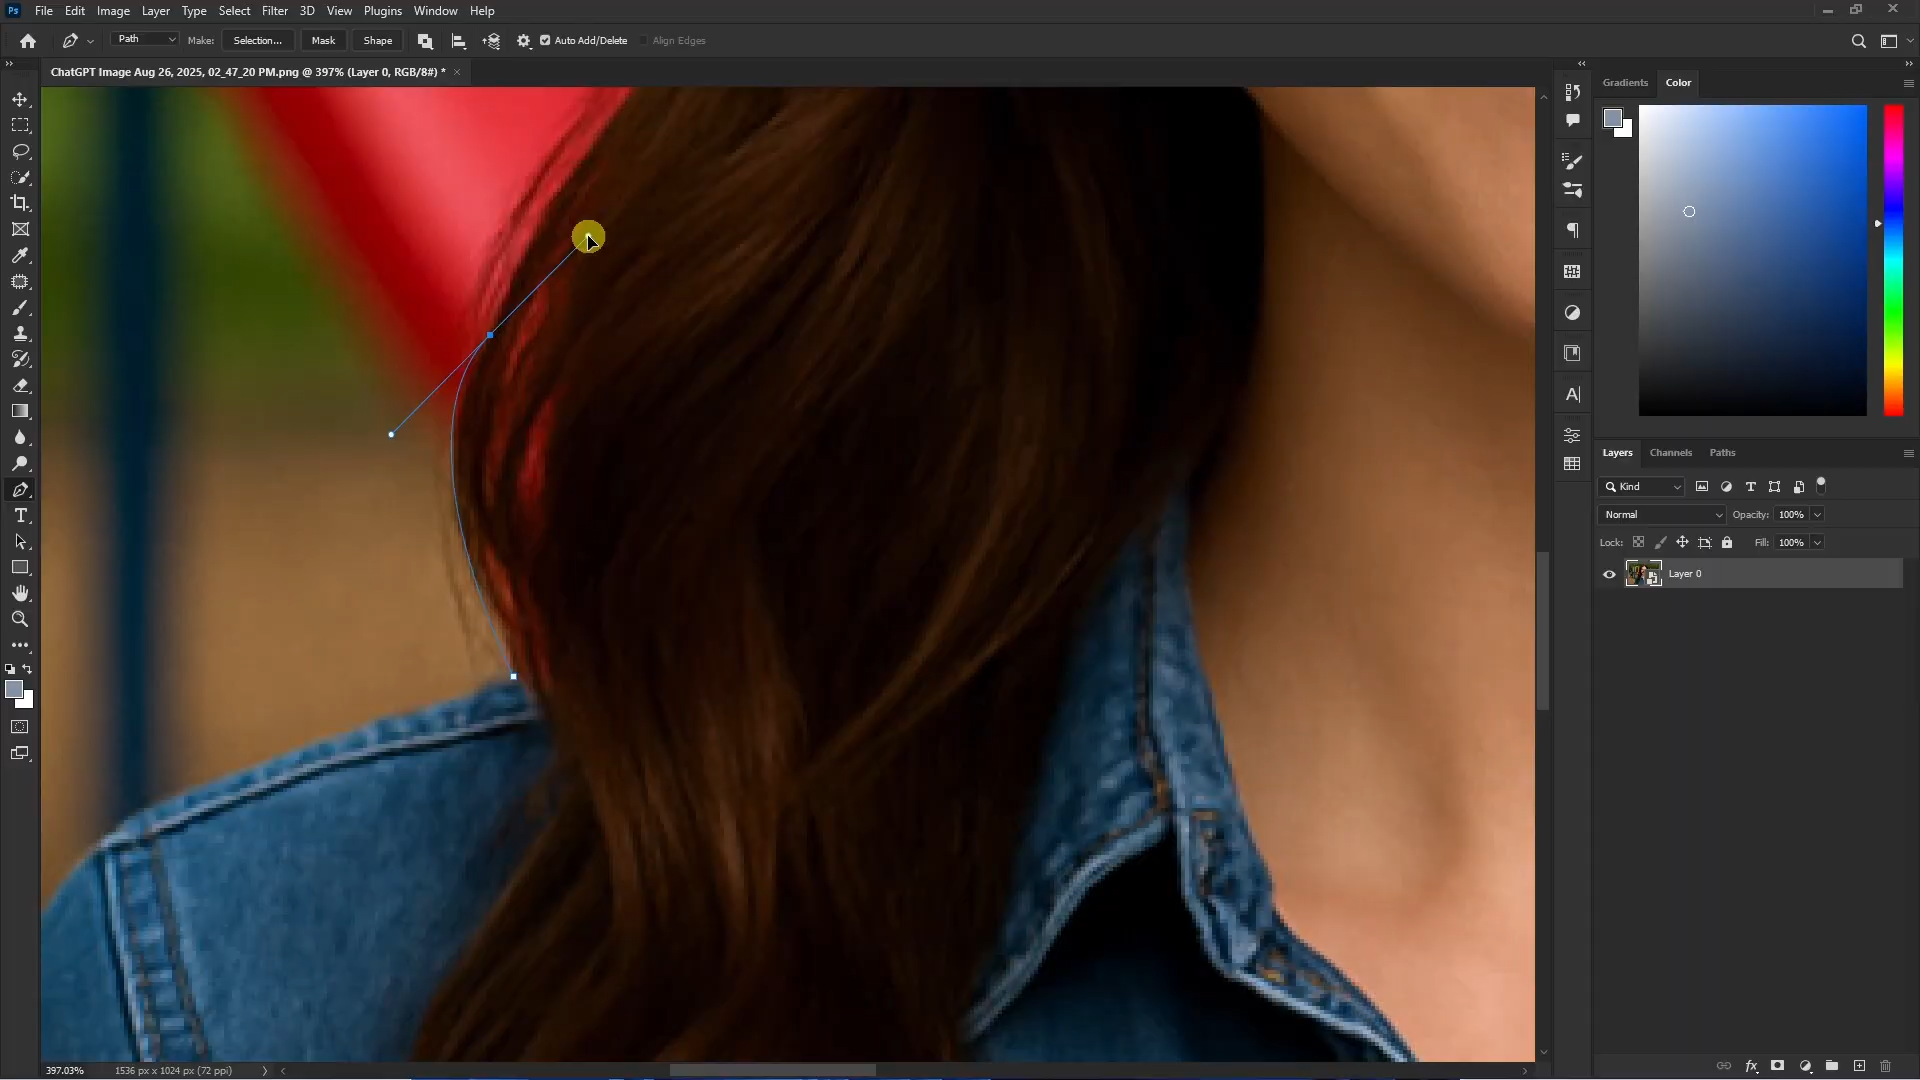 Ps File Edit Image Layer Type Select Filter 3D View Plugins Window Help
Path Make: Selection... Mask Shape Auto Add/Delete Align Edges
ChatGPT Image Aug 26, 2025, 02_47_20 PM.png @ 397% (Layer 0, RGB/8#) * ×
Gradients Color
Layers Channels Paths
Kind
Normal Opacity: 100%
Lock: Fill: 100%
Layer 0
397.03% 1536 px x 1024 px (72 ppi)